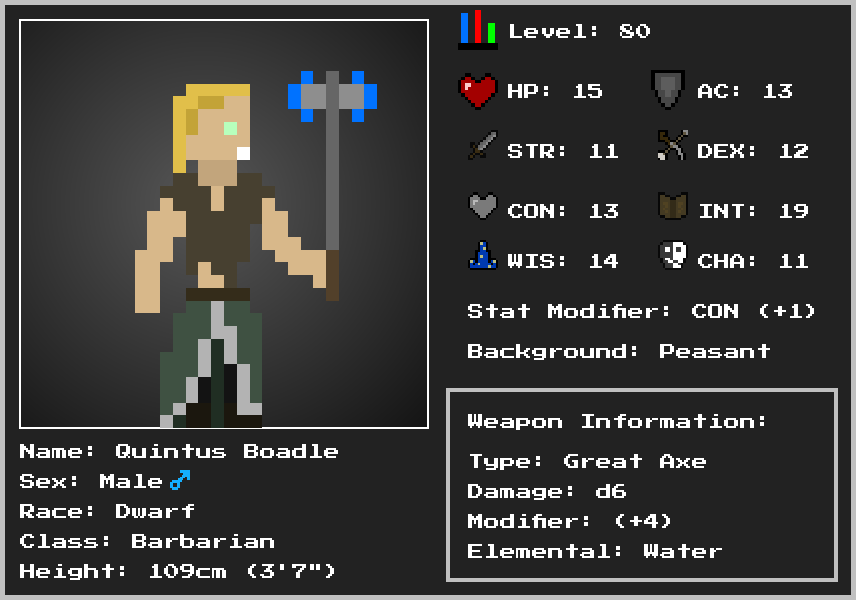 Level: 80
HP: 15 AC: 13
STR: 11 DEX: 12
CON: 13 INT: 19
WIS: 14 CHA: 11
Stat Modifier: CON (+1)
Background: Peasant
Name: Quintus Boadle
Sex: Male ♂
Race: Dwarf
Class: Barbarian
Height: 109cm (3'7")
Weapon Information:
Type: Great Axe
Damage: d6
Modifier: (+4)
Elemental: Water